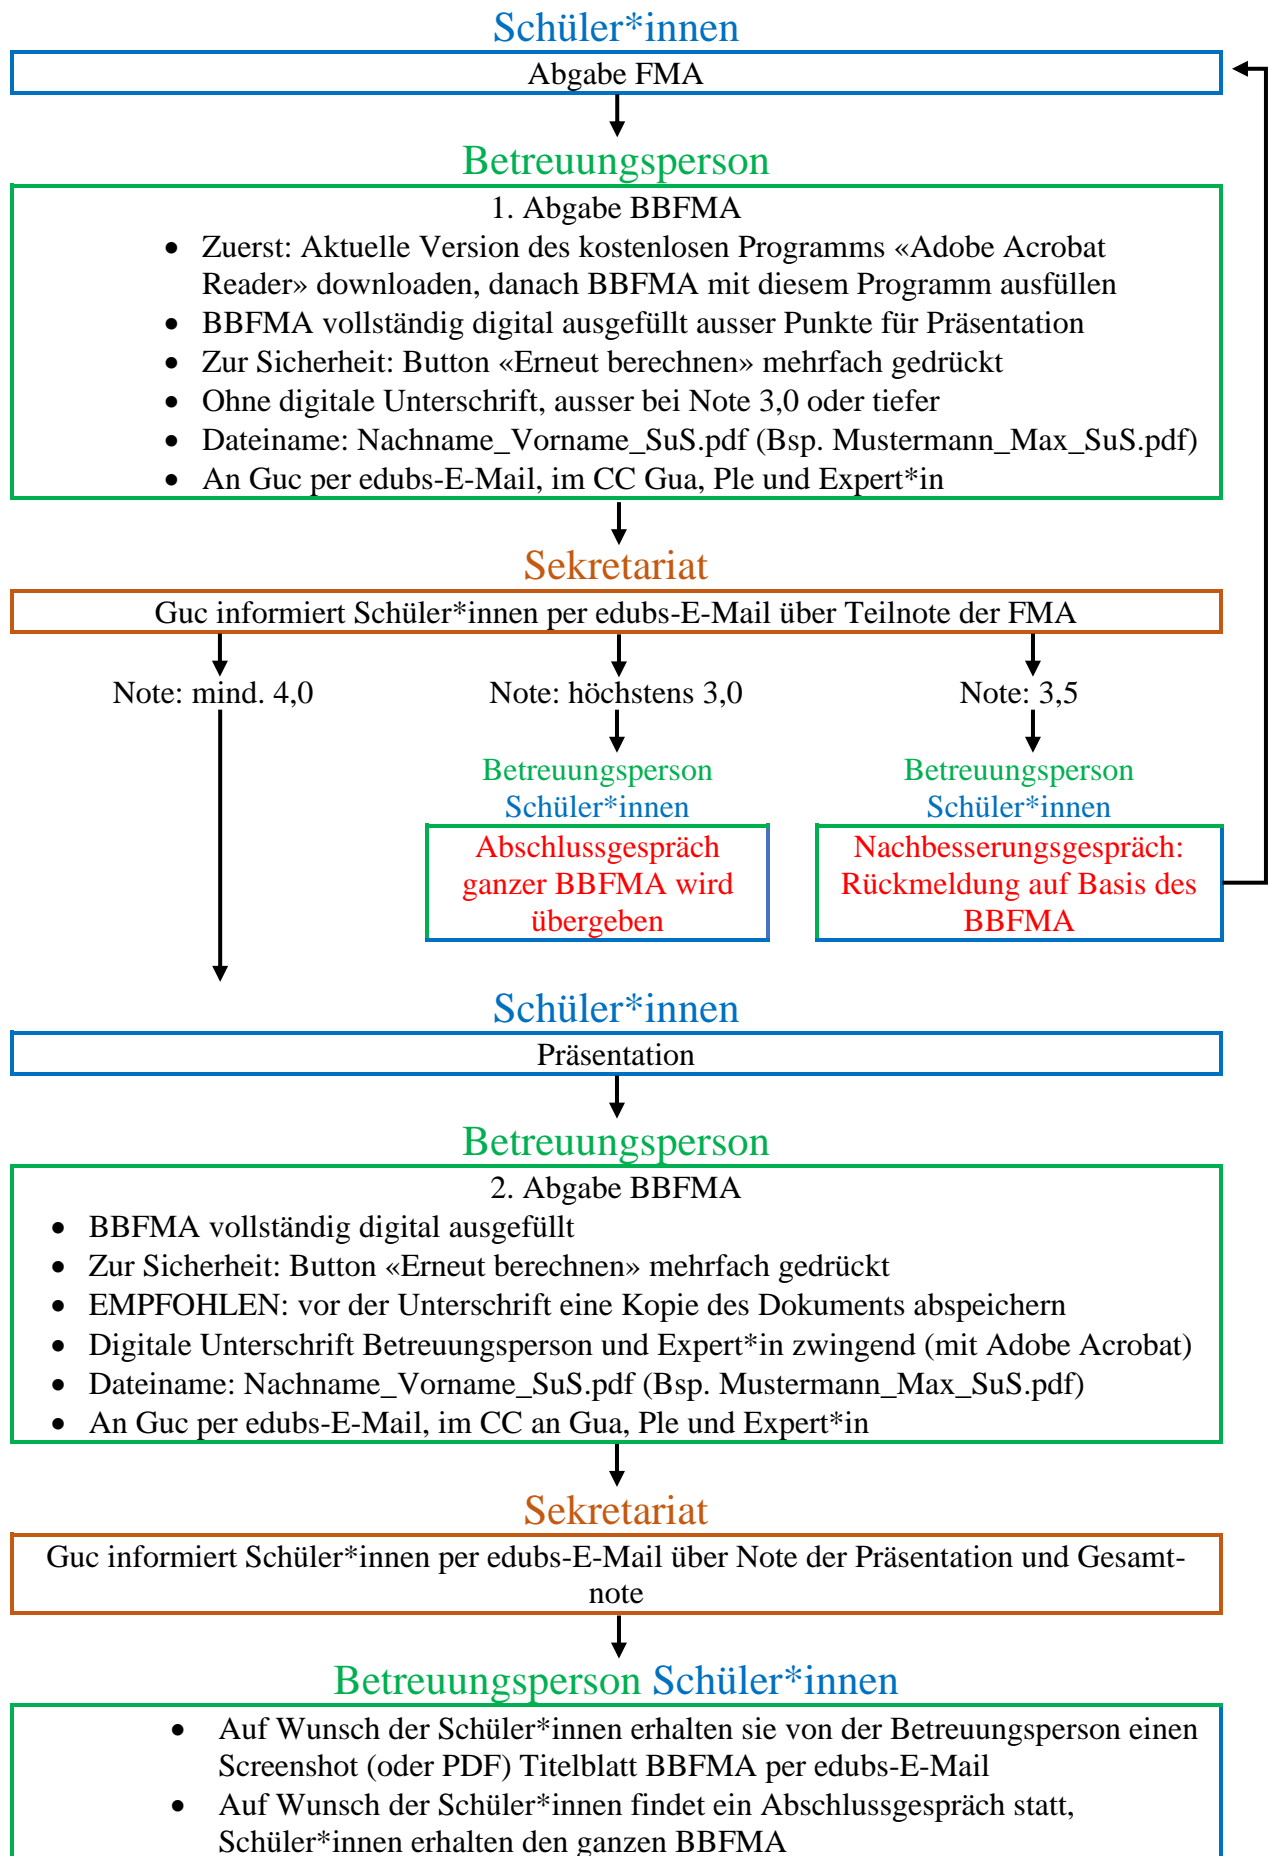 Schüler*innen
Abgabe FMA
Betreuungsperson
1. Abgabe BBFMA
• Zuerst: Aktuelle Version des kostenlosen Programms «Adobe Acrobat
Reader» downloaden, danach BBFMA mit diesem Programm ausfüllen
• BBFMA vollständig digital ausgefüllt ausser Punkte für Präsentation
• Zur Sicherheit: Button «Erneut berechnen» mehrfach gedrückt
• Ohne digitale Unterschrift, ausser bei Note 3,0 oder tiefer
• Dateiname: Nachname_Vorname_SuS.pdf (Bsp. Mustermann_Max_SuS.pdf)
• An Guc per edubs-E-Mail, im CC Gua, Ple und Expert*in
Sekretariat
Guc informiert Schüler*innen per edubs-E-Mail über Teilnote der FMA
Note: mind. 4,0
Note: höchstens 3,0
Note: 3,5
Betreuungsperson
Schüler*innen
Abschlussgespräch
ganzer BBFMA wird
übergeben
Betreuungsperson
Schüler*innen
Nachbesserungsgespräch:
Rückmeldung auf Basis des
BBFMA
Schüler*innen
Präsentation
Betreuungsperson
2. Abgabe BBFMA
• BBFMA vollständig digital ausgefüllt
• Zur Sicherheit: Button «Erneut berechnen» mehrfach gedrückt
• EMPFOHLEN: vor der Unterschrift eine Kopie des Dokuments abspeichern
• Digitale Unterschrift Betreuungsperson und Expert*in zwingend (mit Adobe Acrobat)
• Dateiname: Nachname_Vorname_SuS.pdf (Bsp. Mustermann_Max_SuS.pdf)
• An Guc per edubs-E-Mail, im CC an Gua, Ple und Expert*in
Sekretariat
Guc informiert Schüler*innen per edubs-E-Mail über Note der Präsentation und Gesamt-
note
Betreuungsperson Schüler*innen
• Auf Wunsch der Schüler*innen erhalten sie von der Betreuungsperson einen
Screenshot (oder PDF) Titelblatt BBFMA per edubs-E-Mail
• Auf Wunsch der Schüler*innen findet ein Abschlussgespräch statt,
Schüler*innen erhalten den ganzen BBFMA